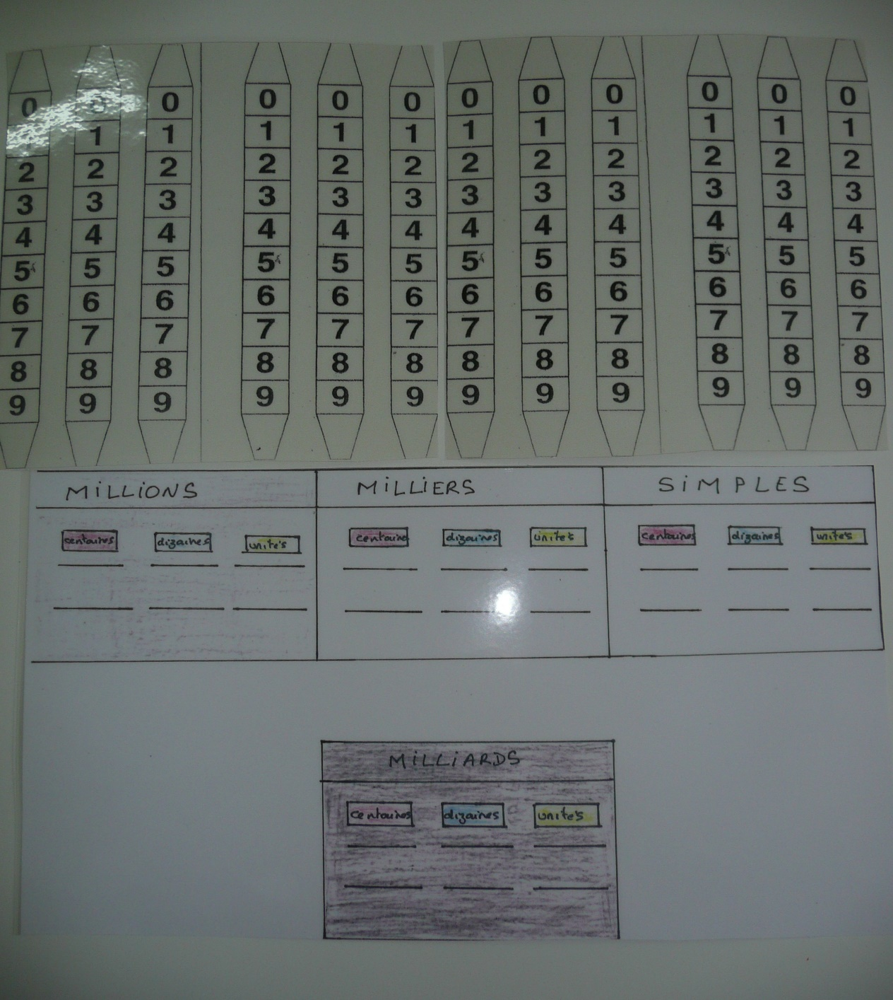 0 0 0 0 0 0 0 0 0 0 0
1 1 1 1 1 1 1 1 1 1 1
2 2 2 2 2 2 2 2 2 2 2 2
3 3 3 3 3 3 3 3 3 3 3 3
4 4 4 4 4 4 4 4 4 4 4 4
5 5 5 5 5 5 5 5 5 5 5 5
6 6 6 6 6 6 6 6 6 6 6 6
7 7 7 7 7 7 7 7 7 7 7 7
8 8 8 8 8 8 8 8 8 8 8 8
9 9 9 9 9 9 9 9 9 9 9 9
MiLLiONS MiLLiERS SiMPLES
centaines dizaines unités centaine dizaines unités centaines dizaines unités
MiLLiARDS
centaines dizaines unités